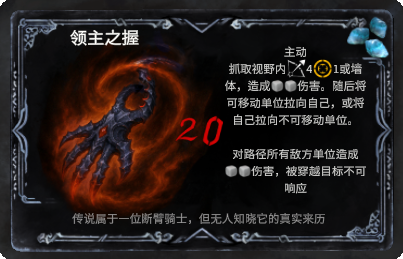 领主之握
主动
抓取视野内4 1或墙
体，造成伤害。随后将
可移动单位拉向自己，或将
自己拉向不可移动单位。
20
对路径所有敌方单位造成
伤害，被穿越目标不可
响应
传说属于一位断臂骑士，但无人知晓它的真实来历